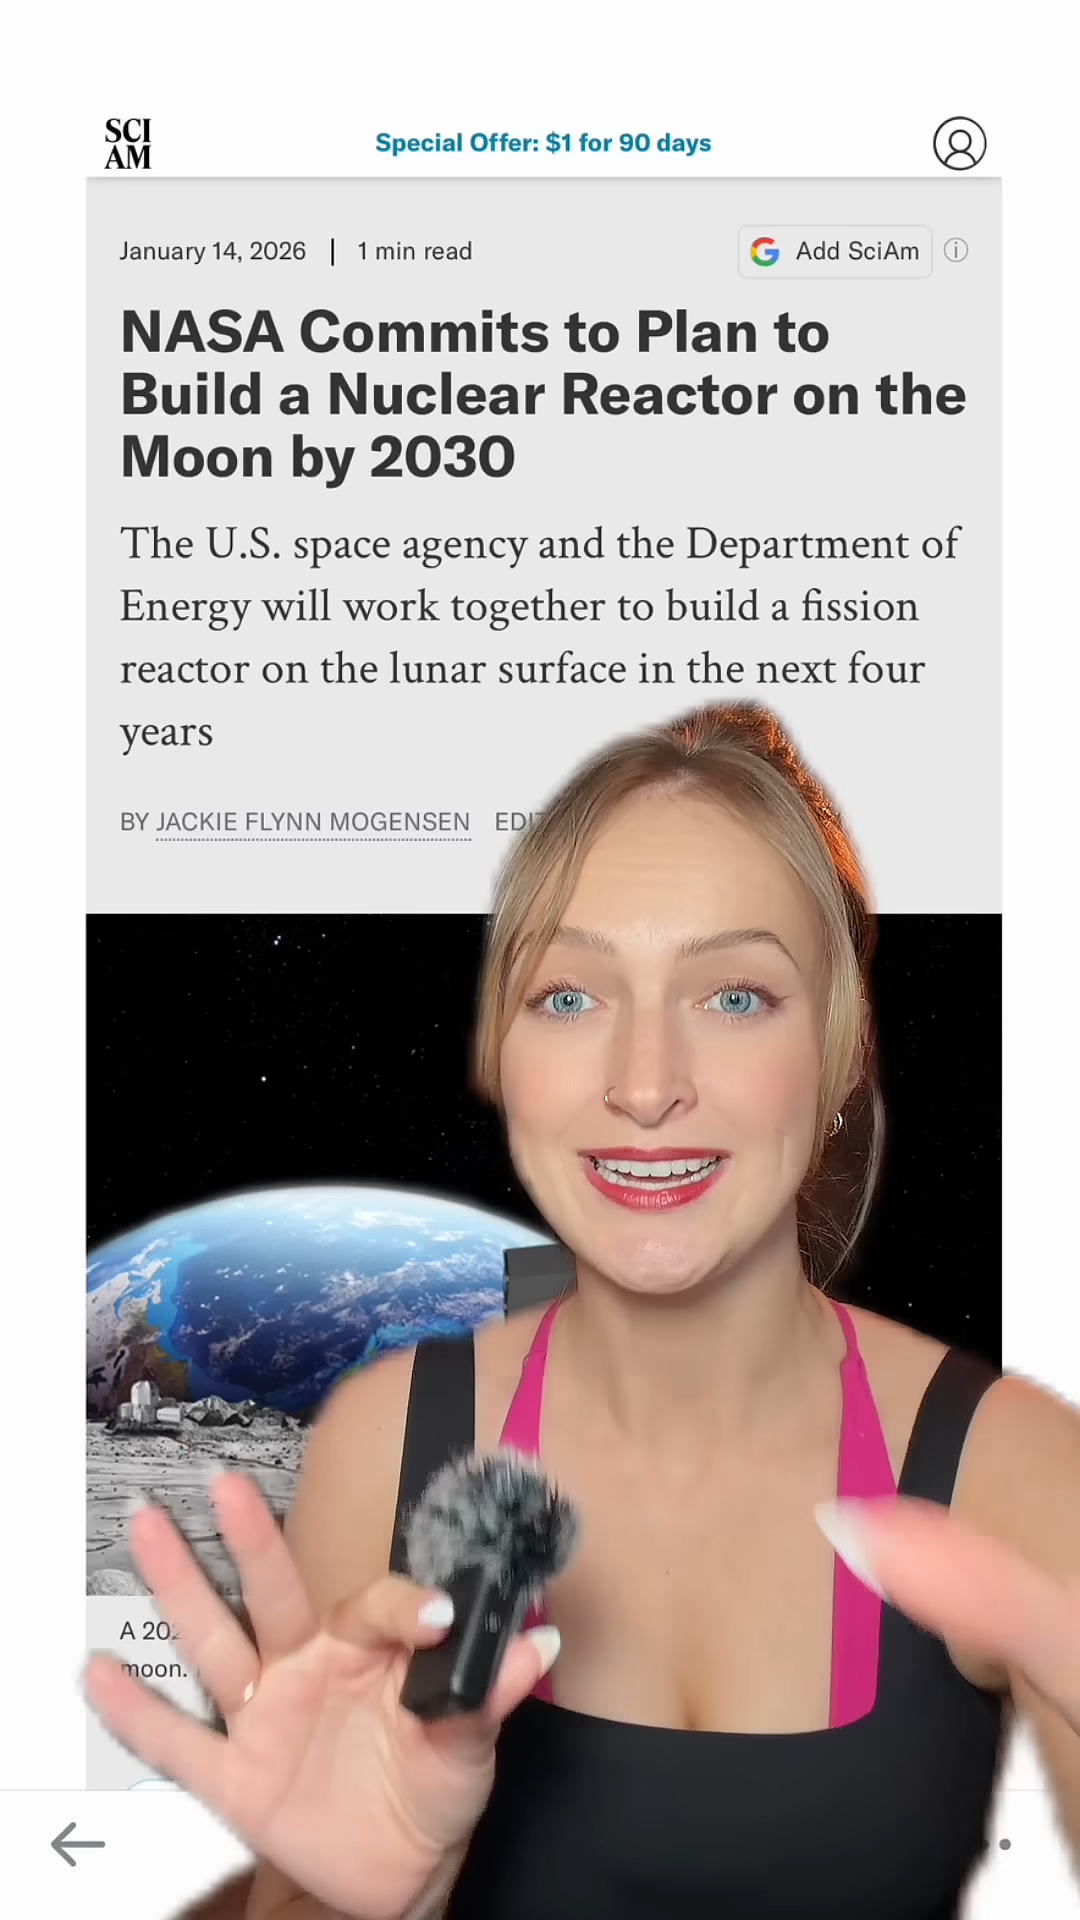 SCI
AM
Special Offer: $1 for 90 days
January 14, 2026 | 1 min read
Add SciAm
NASA Commits to Plan to
Build a Nuclear Reactor on the
Moon by 2030
The U.S. space agency and the Department of
Energy will work together to build a fission
reactor on the lunar surface in the next four
years
BY JACKIE FLYNN MOGENSEN
A
moon.